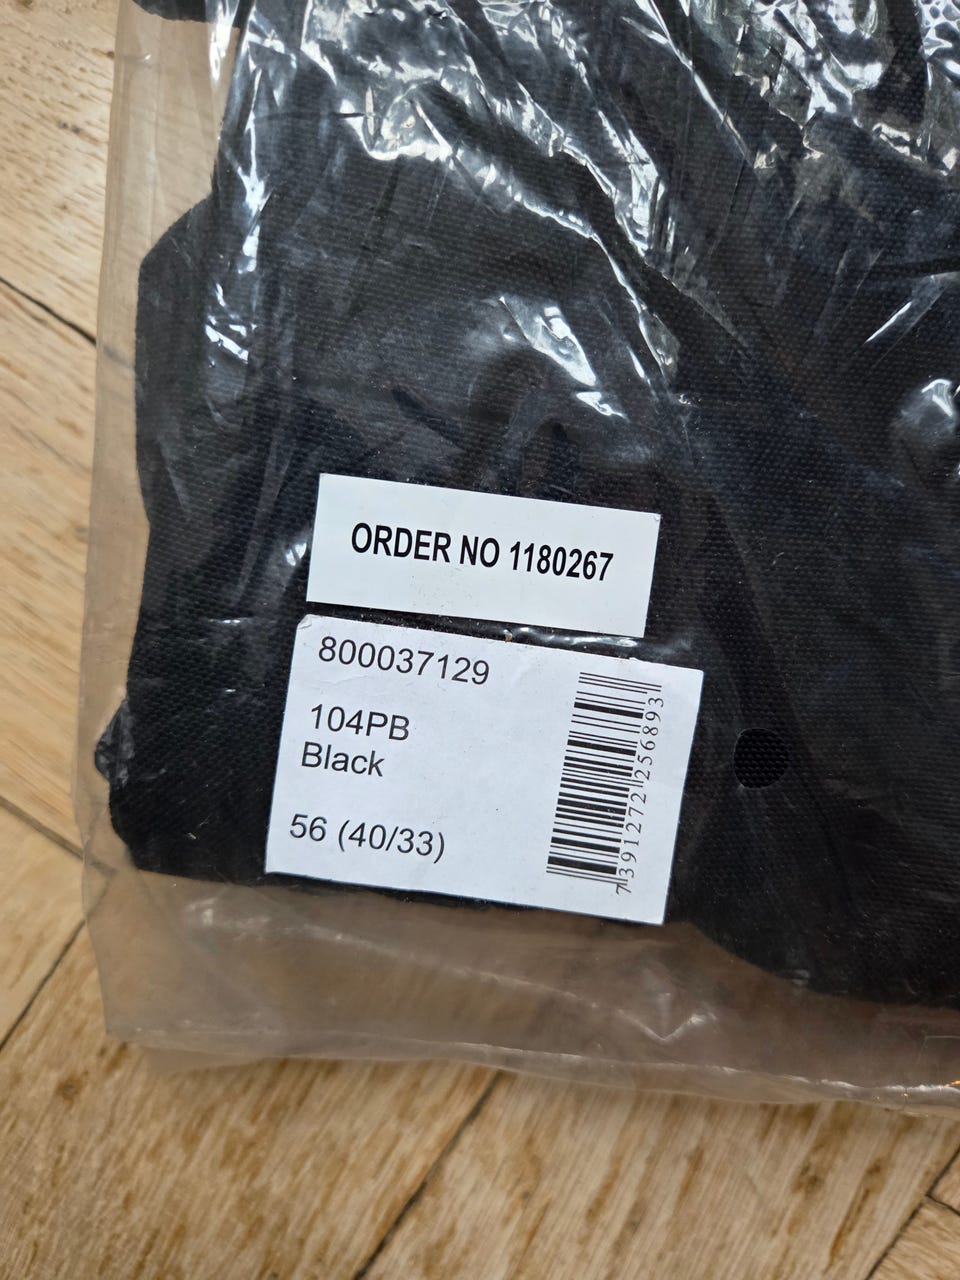 ORDER NO 1180267
800037129
104PB
Black
56 (40/33)
7391272256893